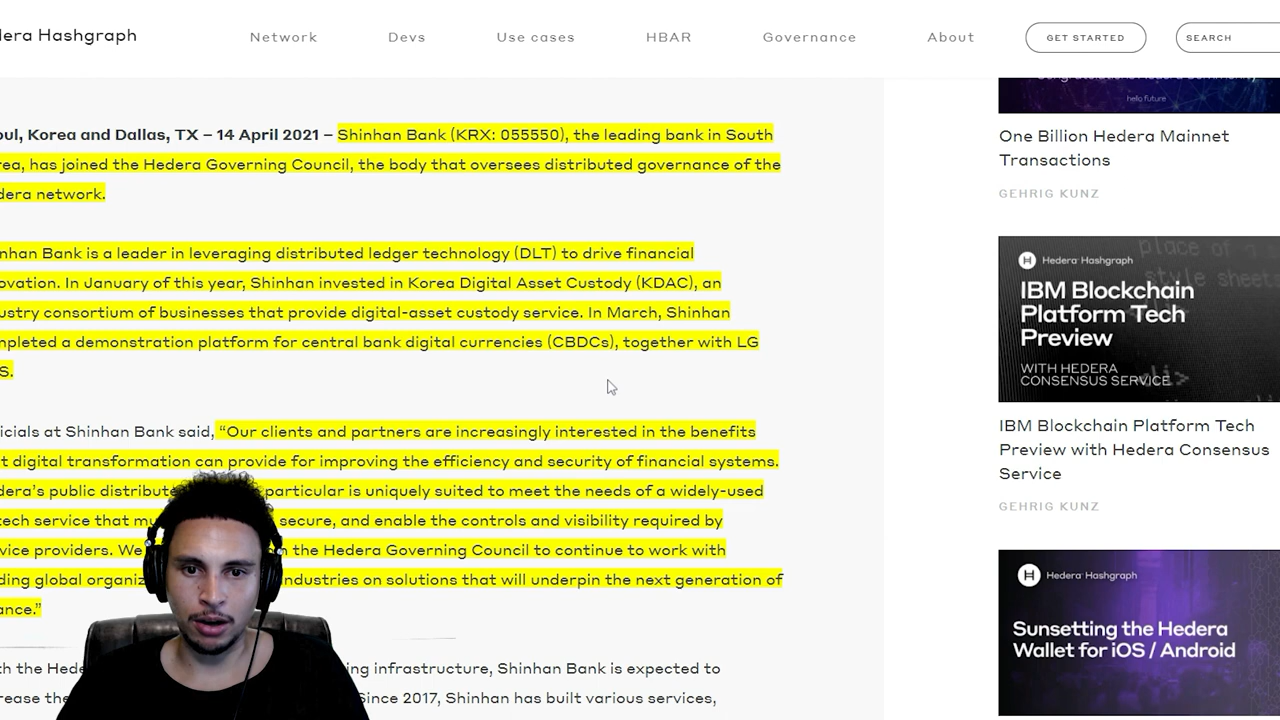 dera Hashgraph
Network
Devs
Use cases
HBAR
Governance
About
GET STARTED
SEARCH
oul, Korea and Dallas, TX – 14 April 2021 – Shinhan Bank (KRX: 055550), the leading bank in South
rea, has joined the Hedera Governing Council, the body that oversees distributed governance of the
dera network.
nhan Bank is a leader in leveraging distributed ledger technology (DLT) to drive financial
ovation. In January of this year, Shinhan invested in Korea Digital Asset Custody (KDAC), an
ustry consortium of businesses that provide digital-asset custody service. In March, Shinhan
mpleted a demonstration platform for central bank digital currencies (CBDCs), together with LG
S.
icials at Shinhan Bank said, “Our clients and partners are increasingly interested in the benefits
t digital transformation can provide for improving the efficiency and security of financial systems.
dera’s public distribute particular is uniquely suited to meet the needs of a widely-used
tech service that mu secure, and enable the controls and visibility required by
vice providers. We n the Hedera Governing Council to continue to work with
ding global organiz industries on solutions that will underpin the next generation of
ance.”
h the Hede ing infrastructure, Shinhan Bank is expected to
rease the Since 2017, Shinhan has built various services,
hello future
One Billion Hedera Mainnet
Transactions
GEHRIG KUNZ
place of
style sheets
Hedera Hashgraph
IBM Blockchain
Platform Tech
Preview
WITH HEDERA
CONSENSUS SERVICE
IBM Blockchain Platform Tech
Preview with Hedera Consensus
Service
GEHRIG KUNZ
Hedera Hashgraph
Sunsetting the Hedera
Wallet for iOS / Android